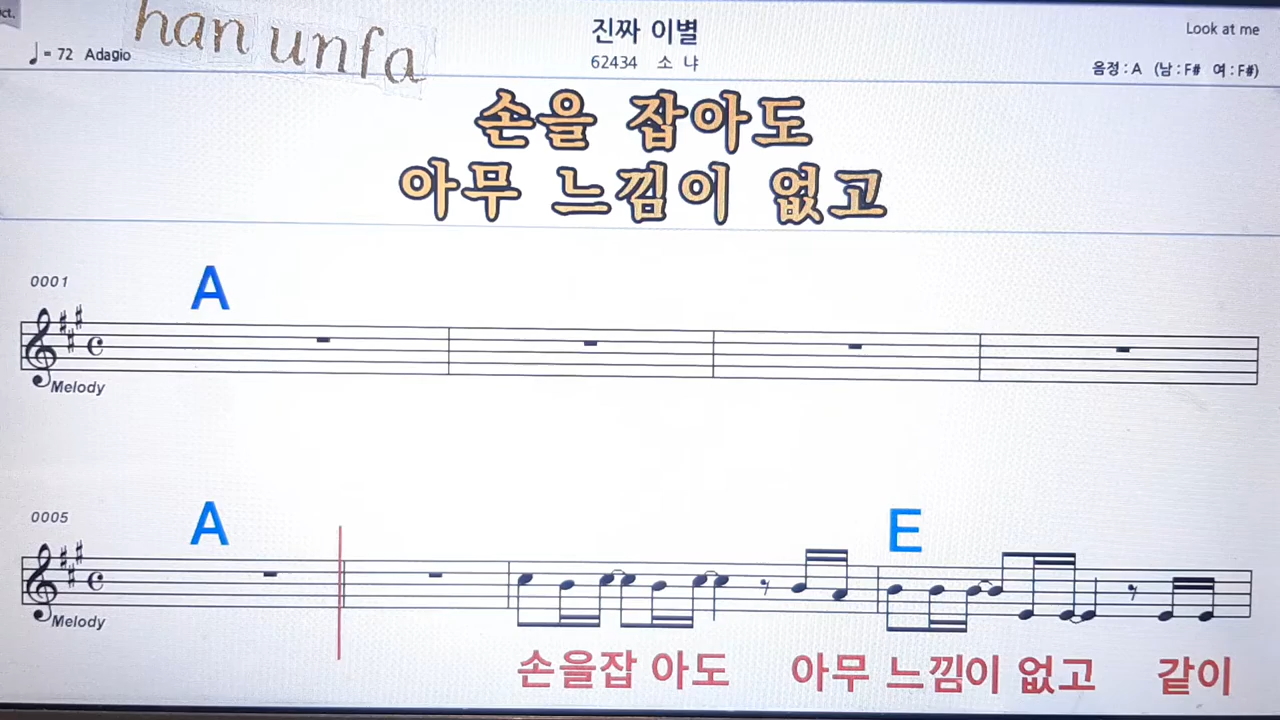 ct.
han unfa
진짜 이별
Look at me
♩= 72 Adagio
62434 소 냐
음정 : A (남 : F# 여 : F#)
손을 잡아도
아무 느낌이 없고
0001
A
Melody
0005
A
E
Melody
손을잡 아도 아무 느낌이 없고 같이